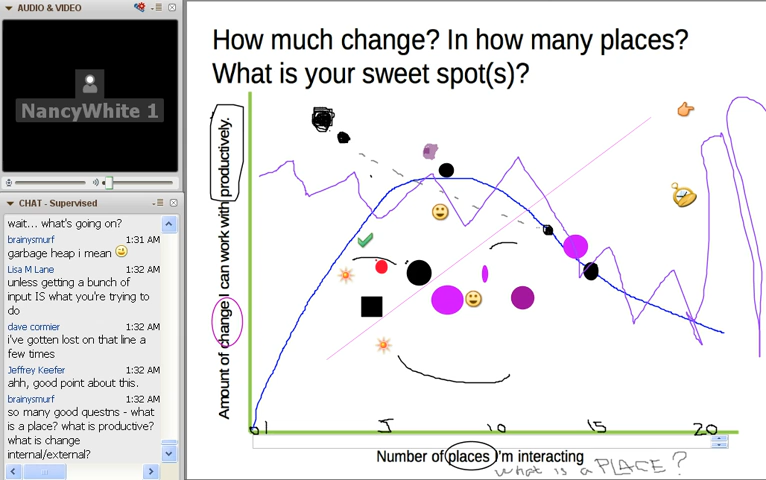 AUDIO & VIDEO
NancyWhite 1
CHAT - Supervised
wait... what's going on?
brainysmurf 1:31 AM
garbage heap i mean
Lisa M Lane 1:32 AM
unless getting a bunch of
input IS what you're trying to
do
dave cormier 1:32 AM
i've gotten lost on that line a
few times
Jeffrey Keefer 1:32 AM
ahh, good point about this.
brainysmurf 1:32 AM
so many good questns - what
is a place? what is productive?
what is change
internal/external?
How much change? In how many places?
What is your sweet spot(s)?
Amount of change I can work with productively.
01 5 10 15 20
Number of places I'm interacting
what is a PLACE?